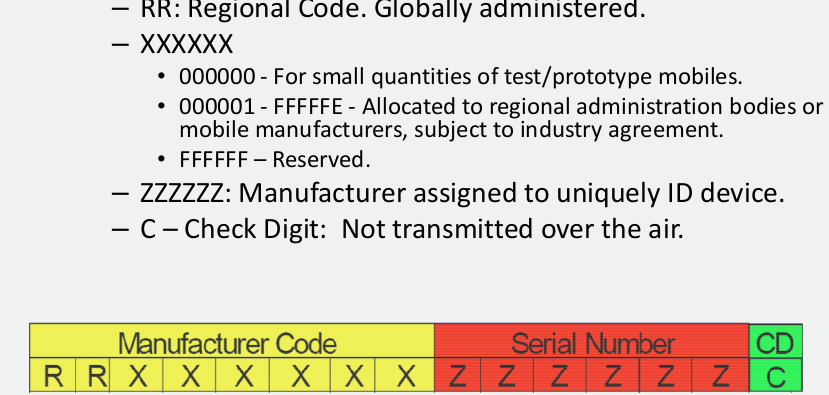 – RR: Regional Code. Globally administered.
– XXXXXX
• 000000 - For small quantities of test/prototype mobiles.
• 000001 - FFFFFE - Allocated to regional administration bodies or
mobile manufacturers, subject to industry agreement.
• FFFFFF – Reserved.
– ZZZZZZ: Manufacturer assigned to uniquely ID device.
– C – Check Digit:  Not transmitted over the air.
Manufacturer Code Serial Number CD
R R X X X X X X Z Z Z Z Z Z C